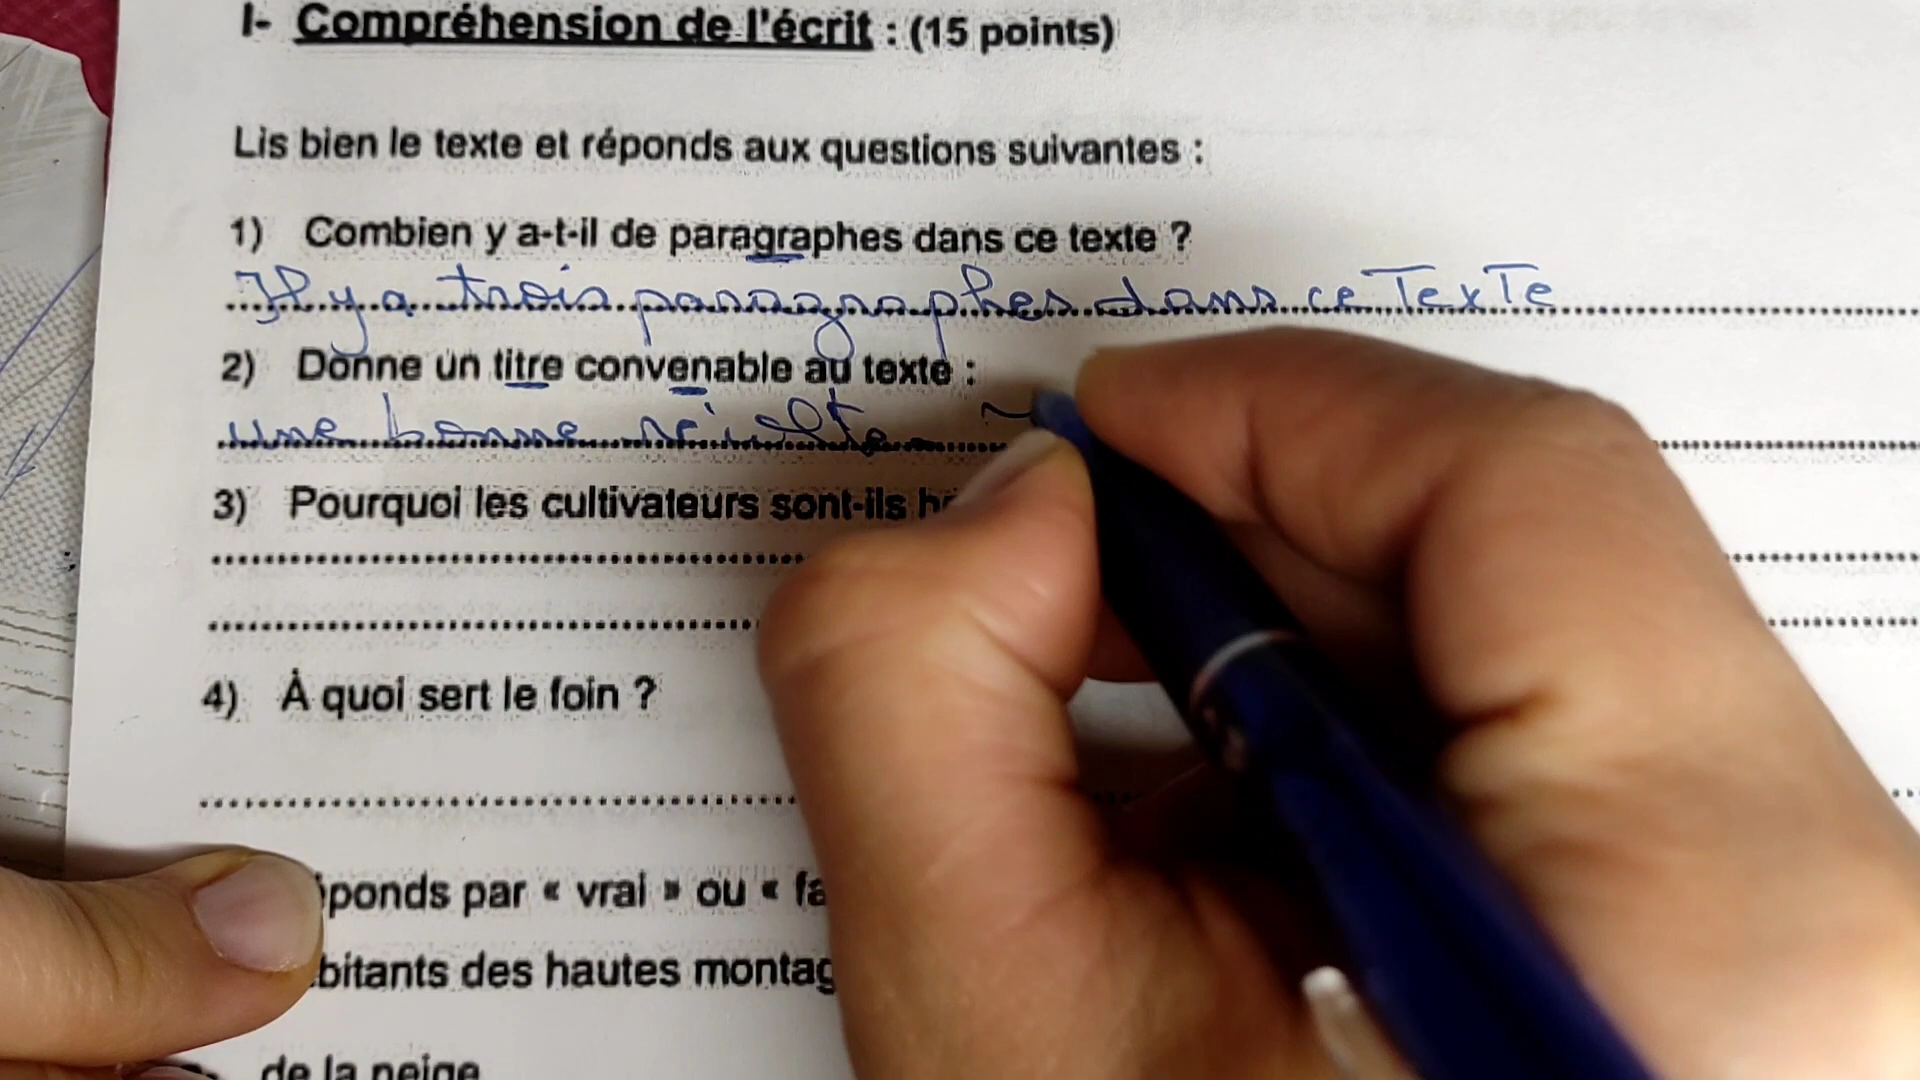 I- Compréhension de l'écrit : (15 points)
Lis bien le texte et réponds aux questions suivantes :
1) Combien y a-t-il de paragraphes dans ce texte ?
Il y a trois paragraphes dans ce Texte
2) Donne un titre convenable au texte :
une bonne
3) Pourquoi les cultivateurs sont-ils
4) À quoi sert le foin ?
ponds par « vrai » ou «
bitants des hautes montag
de la neige